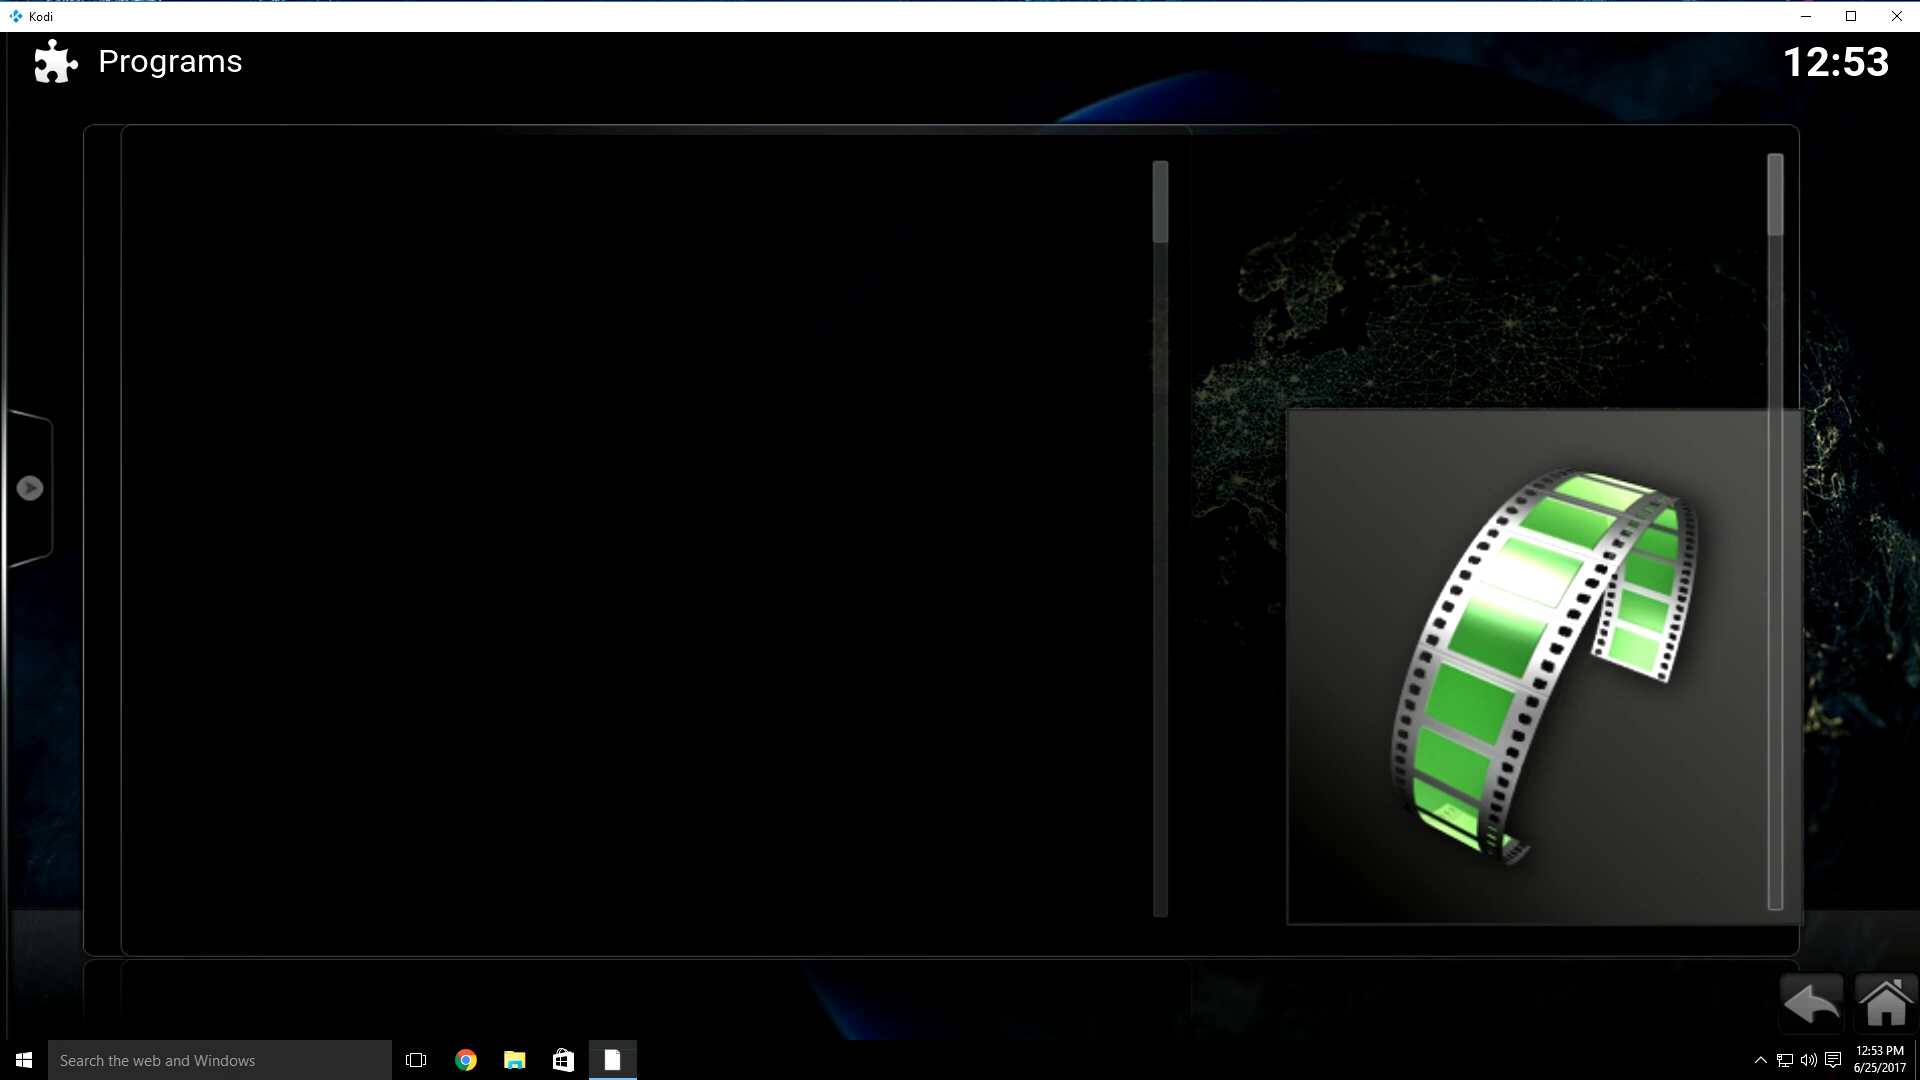 Kodi
Programs
12:53
Search the web and Windows
12:53 PM
6/25/2017